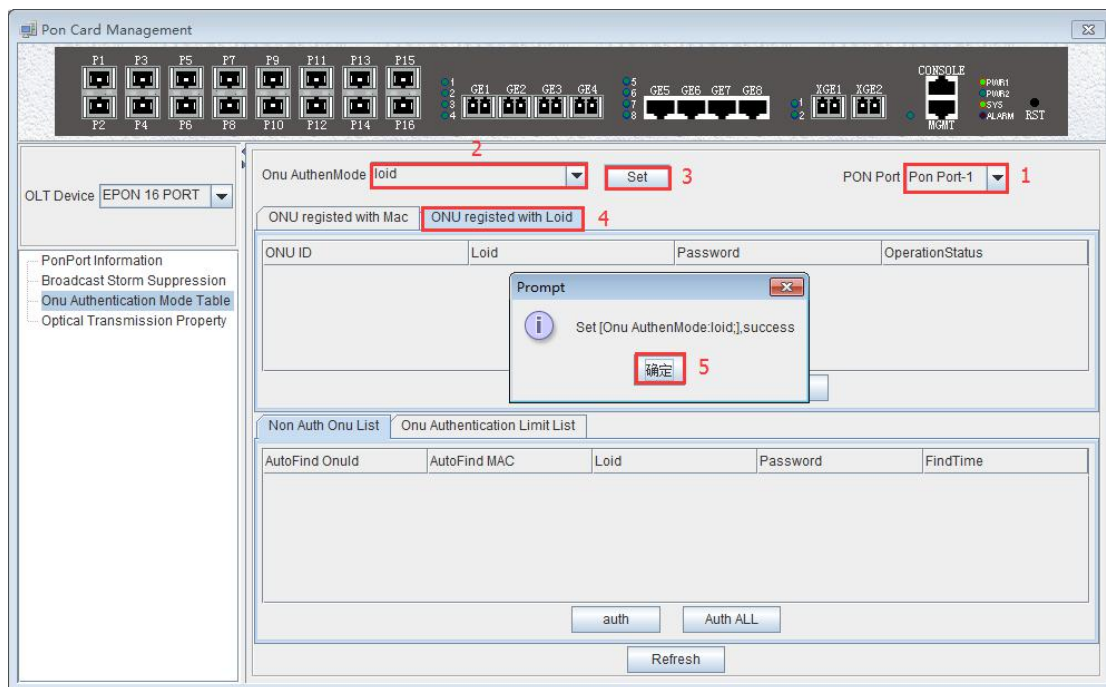 Pon Card Management
P1 P3 P5 P7 P9 P11 P13 P15
CONSOLE
1 2 3 4 GE1 GE2 GE3 GE4 5 6 7 8 GE5 GE6 GE7 GE8 1 2 XGE1 XGE2 PWR1 PWR2 SYS ALARM RST
P2 P4 P6 P8 P10 P12 P14 P16 MGMT
2
Onu AuthenMode loid Set 3 PON Port Pon Port-1 1
OLT Device EPON 16 PORT
ONU registed with Mac ONU registed with Loid 4
ONU ID Loid Password OperationStatus
PonPort Information
Broadcast Storm Suppression
Onu Authentication Mode Table
Optical Transmission Property
Prompt
Set [Onu AuthenMode:loid;],success
确定 5
Non Auth Onu List Onu Authentication Limit List
AutoFind OnuId AutoFind MAC Loid Password FindTime
auth Auth ALL
Refresh